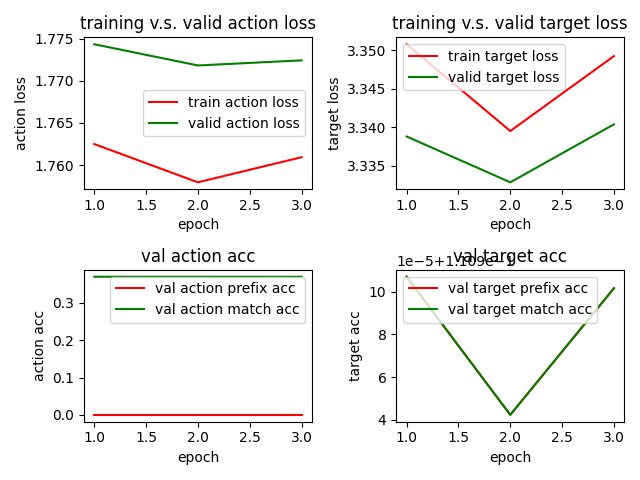 training v.s. valid action loss
1.775
1.770
1.765
1.760
action loss
train action loss
valid action loss
1.0 1.5 2.0 2.5 3.0
epoch
training v.s. valid target loss
3.350
3.345
3.340
3.335
target loss
train target loss
valid target loss
1.0 1.5 2.0 2.5 3.0
epoch
val action acc
0.3
0.2
0.1
0.0
action acc
val action prefix acc
val action match acc
1.0 1.5 2.0 2.5 3.0
epoch
val target acc
1e−5+1.109e−1
10
8
6
4
target acc
val target prefix acc
val target match acc
1.0 1.5 2.0 2.5 3.0
epoch